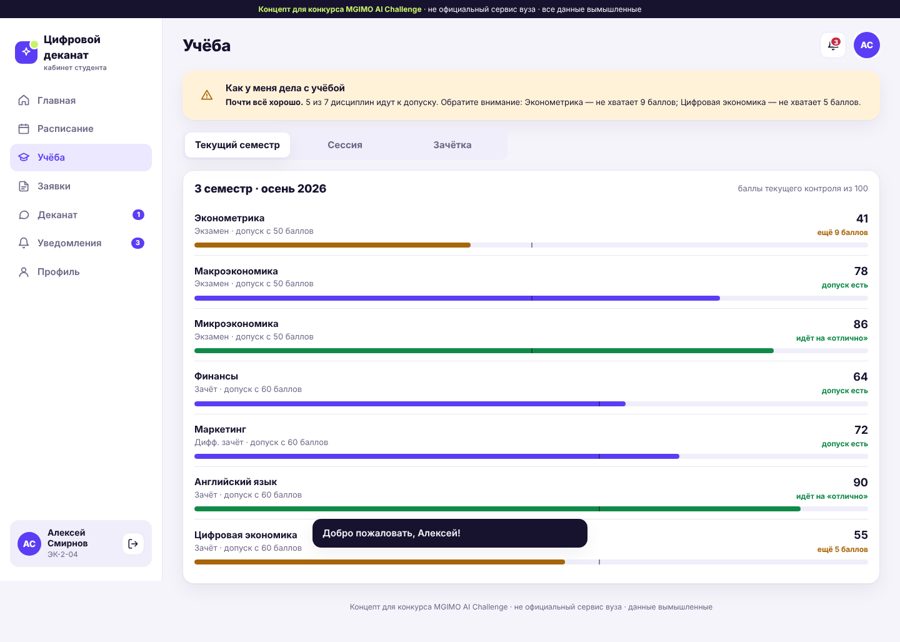 Концепт для конкурса MGIMO AI Challenge · не официальный сервис вуза · все данные вымышленные
Цифровой
деканат
кабинет студента
Главная
Расписание
Учёба
Заявки
Деканат 1
Уведомления 3
Профиль
АС
Алексей
Смирнов
ЭК-2-04
Учёба
3
АС
Как у меня дела с учёбой
Почти всё хорошо. 5 из 7 дисциплин идут к допуску. Обратите внимание: Эконометрика — не хватает 9 баллов; Цифровая экономика — не хватает 5 баллов.
Текущий семестр Сессия Зачётка
3 семестр · осень 2026 баллы текущего контроля из 100
Эконометрика 41
Экзамен · допуск с 50 баллов ещё 9 баллов
Макроэкономика 78
Экзамен · допуск с 50 баллов допуск есть
Микроэкономика 86
Экзамен · допуск с 50 баллов идёт на «отлично»
Финансы 64
Зачёт · допуск с 60 баллов допуск есть
Маркетинг 72
Дифф. зачёт · допуск с 60 баллов допуск есть
Английский язык 90
Зачёт · допуск с 60 баллов идёт на «отлично»
Цифровая экономика 55
Зачёт · допуск с 60 баллов ещё 5 баллов
Добро пожаловать, Алексей!
Концепт для конкурса MGIMO AI Challenge · не официальный сервис вуза · данные вымышленные